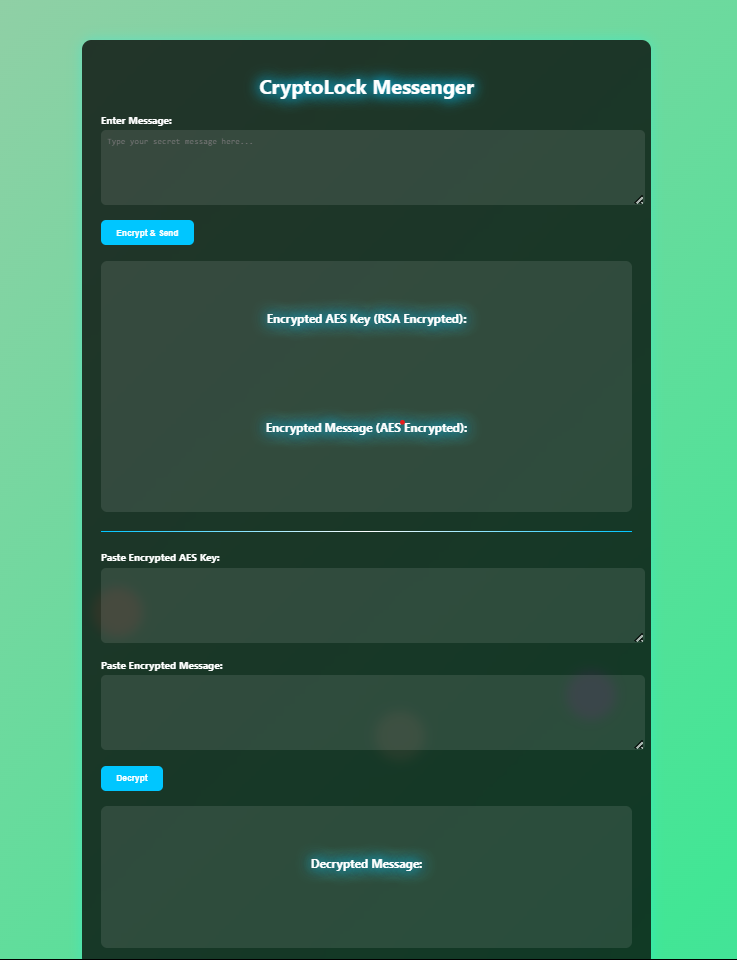 CryptoLock Messenger
Enter Message:
Type your secret message here...
Encrypt & Send
Encrypted AES Key (RSA Encrypted):
Encrypted Message (AES Encrypted):
Paste Encrypted AES Key:
Paste Encrypted Message:
Decrypt
Decrypted Message: